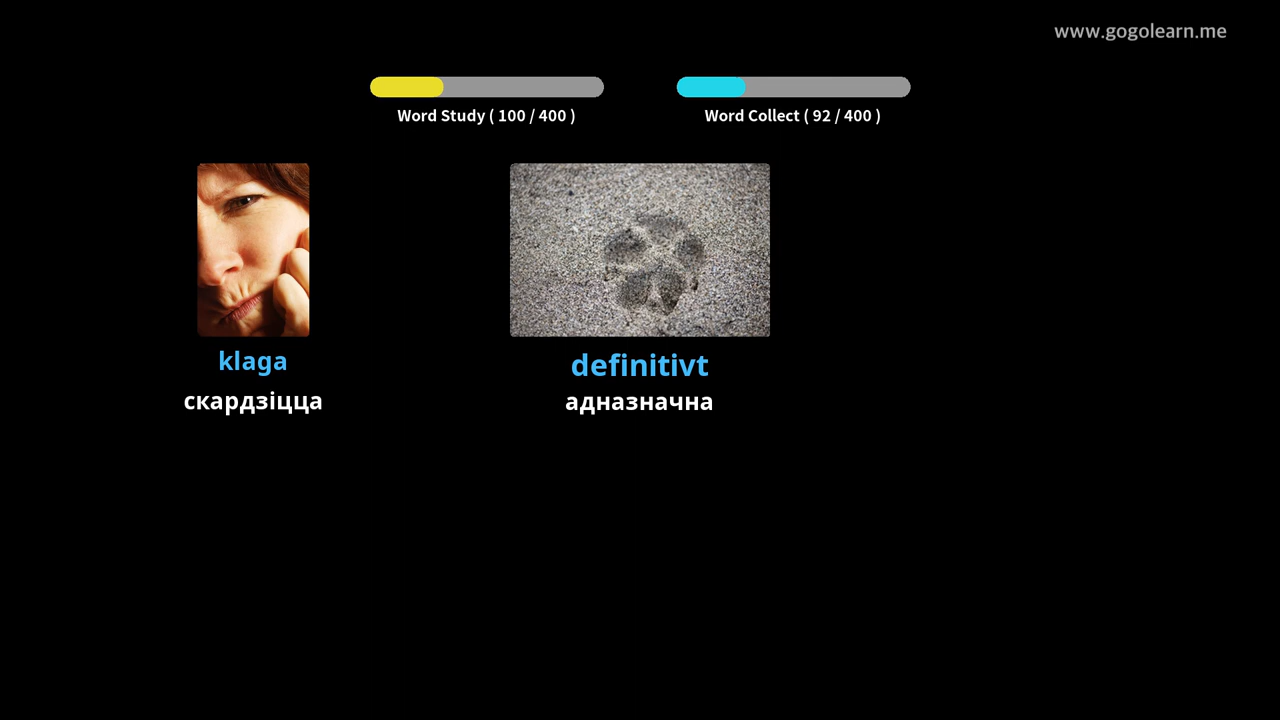 www.gogolearn.me
Word Study ( 100 / 400 )
Word Collect ( 92 / 400 )
klaga
скардзіцца
definitivt
адназначна